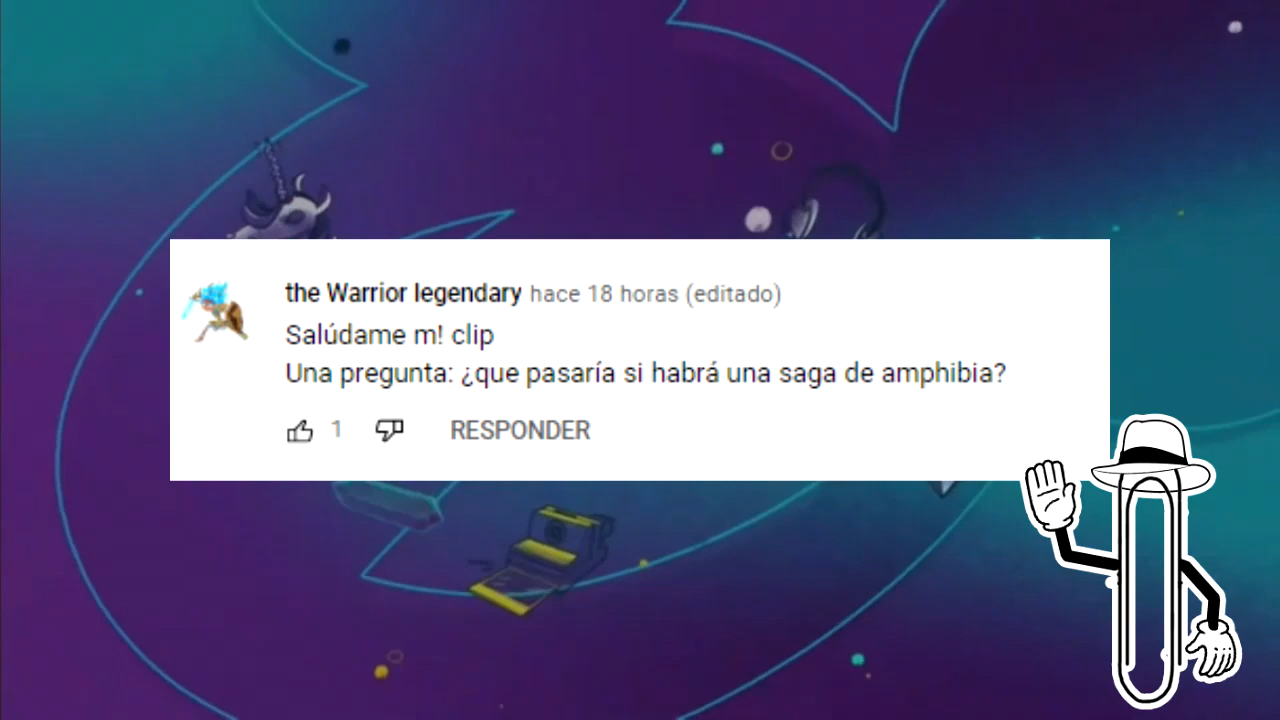 the Warrior legendary hace 18 horas (editado)
Salúdame m! clip
Una pregunta: ¿que pasaría si habrá una saga de amphibia?
1 RESPONDER